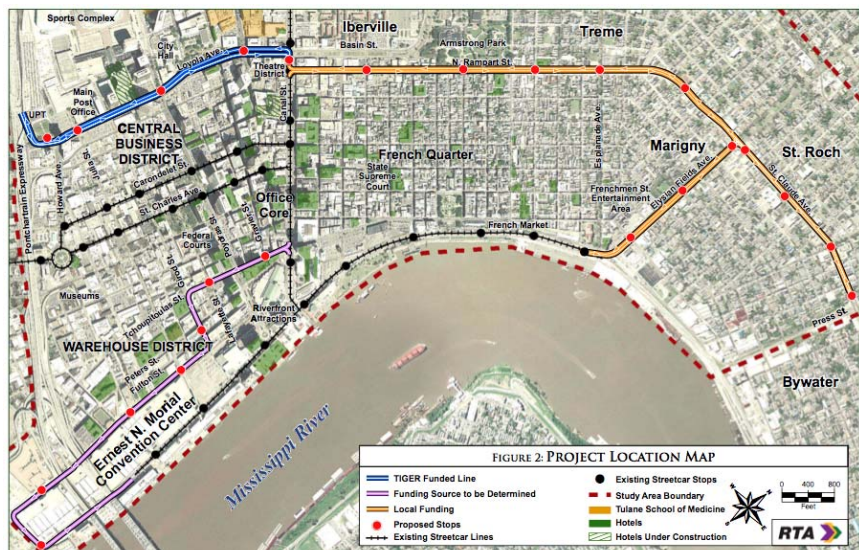 Sports Complex
City
Hall
Iberville
Basin St.
Armstrong Park
Treme
Loyola Ave.
Theatre
District
N. Rampart St.
Main
Post
Office
UPT
Canal St.
CENTRAL
BUSINESS
DISTRICT
Julia St.
Howard Ave.
Pontchartrain Expressway
Carondelet St.
St. Charles Ave.
French Quarter
State
Supreme
Court
Esplanade Ave.
Marigny
St. Roch
Elysian Fields Ave.
St. Claude Ave.
Frenchmen St.
Entertainment
Area
Office
Core
Gravier St.
Poydras St.
Federal
Courts
Girod St.
French Market
Museums
Tchoupitoulas St.
Lafayette St.
Riverfront
Attractions
WAREHOUSE DISTRICT
Peters St.
Fulton St.
Press St.
Bywater
Ernest N. Morial
Convention Center
Mississippi River
FIGURE 2: PROJECT LOCATION MAP
TIGER Funded Line
Funding Source to be Determined
Local Funding
Proposed Stops
Existing Streetcar Lines
Existing Streetcar Stops
Study Area Boundary
Tulane School of Medicine
Hotels
Hotels Under Construction
0 400 800
Feet
RTA